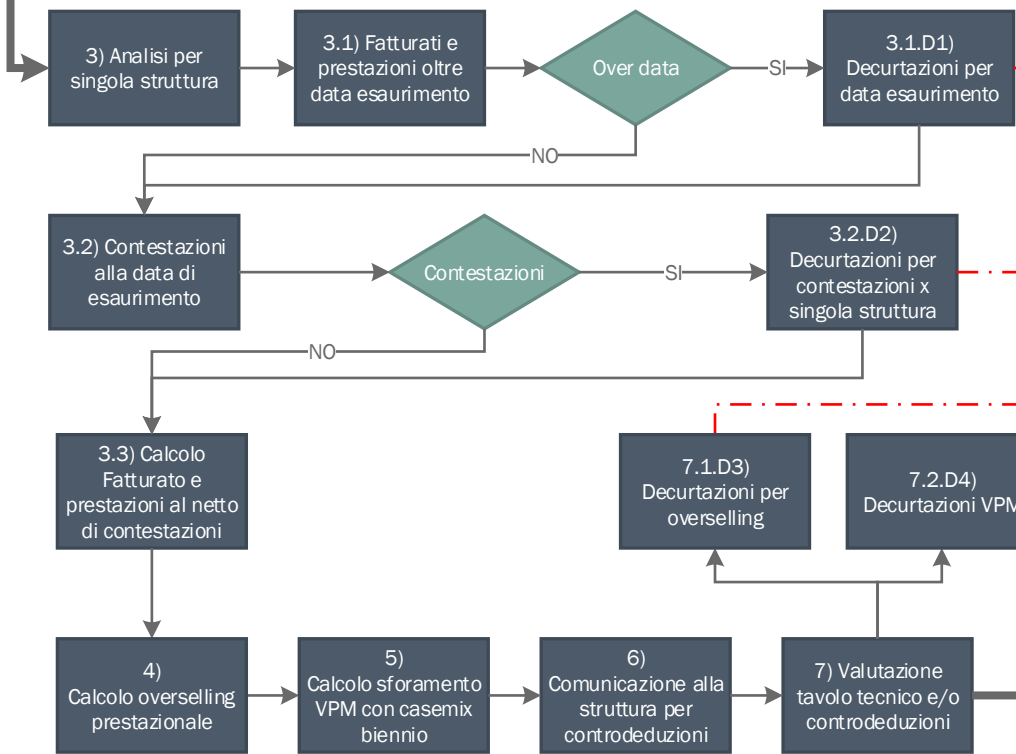 3) Analisi per
singola struttura
3.1) Fatturati e
prestazioni oltre
data esaurimento
Over data
SI
3.1.D1)
Decurtazioni per
data esaurimento
NO
3.2) Contestazioni
alla data di
esaurimento
Contestazioni
SI
3.2.D2)
Decurtazioni per
contestazioni x
singola struttura
NO
3.3) Calcolo
Fatturato e
prestazioni al netto
di contestazioni
7.1.D3)
Decurtazioni per
overselling
7.2.D4)
Decurtazioni VPM
4)
Calcolo overselling
prestazionale
5)
Calcolo sforamento
VPM con casemix
biennio
6)
Comunicazione alla
struttura per
controdeduzioni
7) Valutazione
tavolo tecnico e/o
controdeduzioni